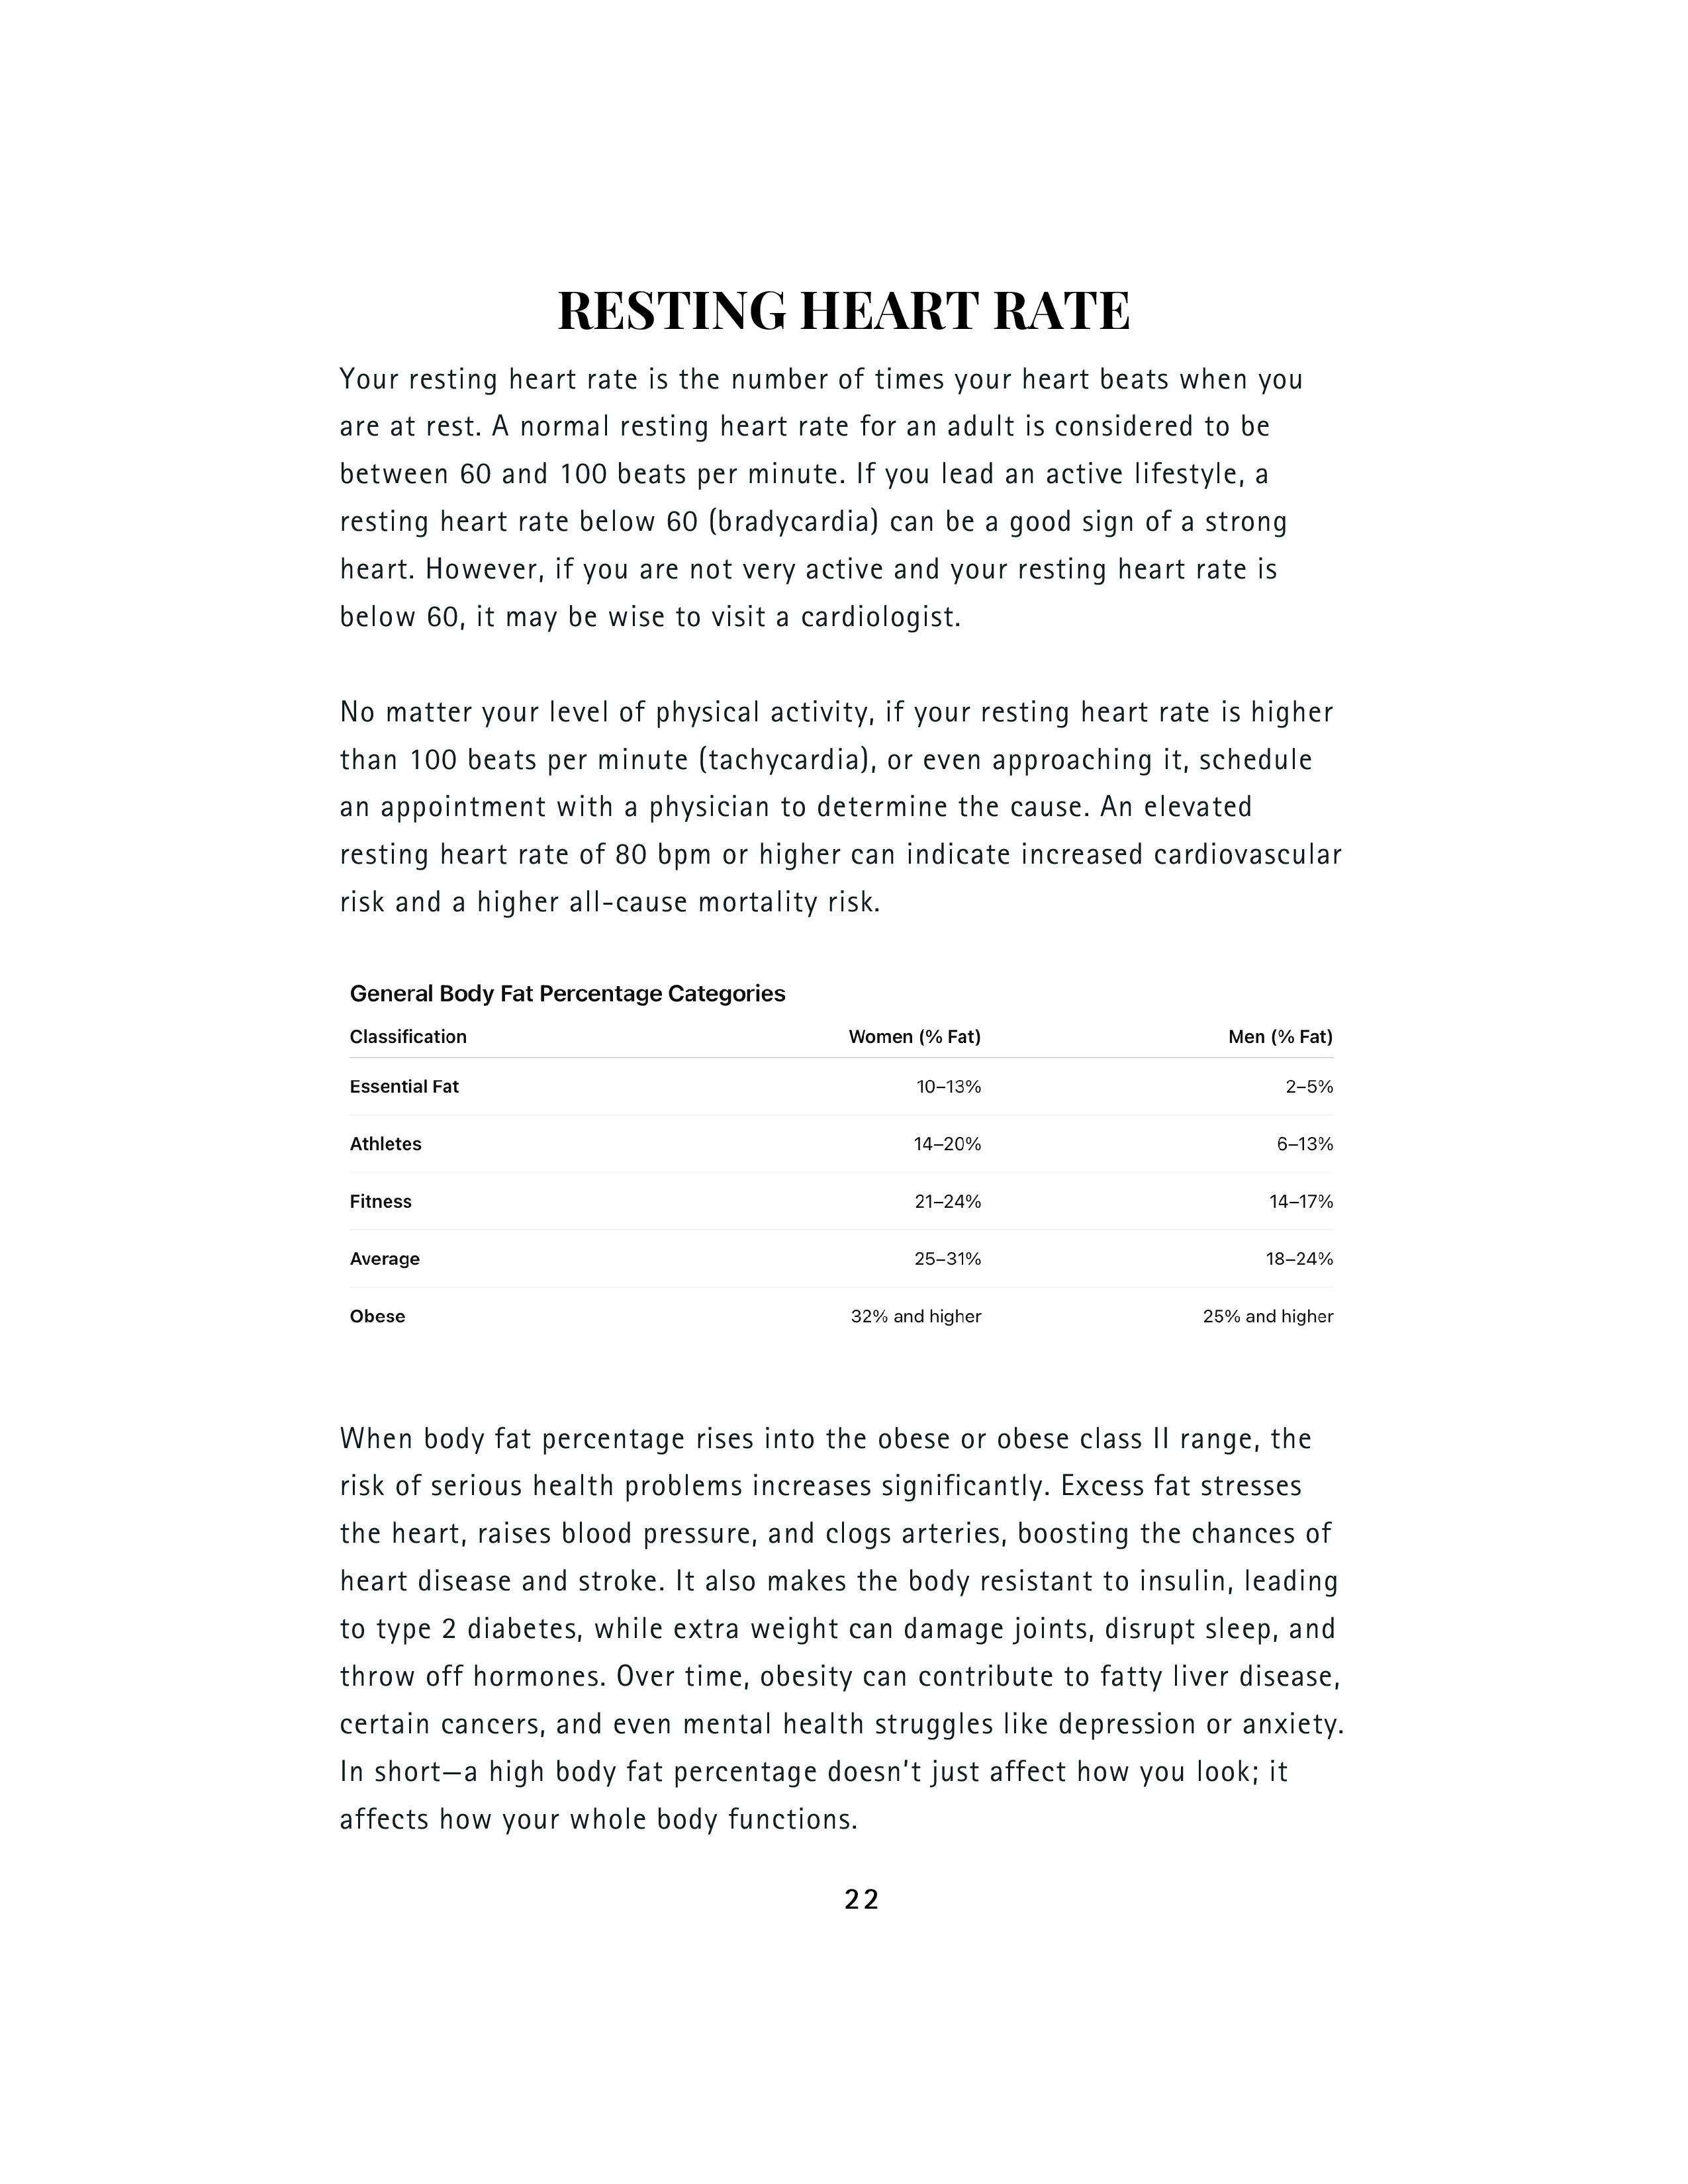 RESTING HEART RATE
Your resting heart rate is the number of times your heart beats when you
are at rest. A normal resting heart rate for an adult is considered to be
between 60 and 100 beats per minute. If you lead an active lifestyle, a
resting heart rate below 60 (bradycardia) can be a good sign of a strong
heart. However, if you are not very active and your resting heart rate is
below 60, it may be wise to visit a cardiologist.
No matter your level of physical activity, if your resting heart rate is higher
than 100 beats per minute (tachycardia), or even approaching it, schedule
an appointment with a physician to determine the cause. An elevated
resting heart rate of 80 bpm or higher can indicate increased cardiovascular
risk and a higher all-cause mortality risk.
General Body Fat Percentage Categories
Classification Women (% Fat) Men (% Fat)
Essential Fat 10–13% 2–5%
Athletes 14–20% 6–13%
Fitness 21–24% 14–17%
Average 25–31% 18–24%
Obese 32% and higher 25% and higher
When body fat percentage rises into the obese or obese class II range, the
risk of serious health problems increases significantly. Excess fat stresses
the heart, raises blood pressure, and clogs arteries, boosting the chances of
heart disease and stroke. It also makes the body resistant to insulin, leading
to type 2 diabetes, while extra weight can damage joints, disrupt sleep, and
throw off hormones. Over time, obesity can contribute to fatty liver disease,
certain cancers, and even mental health struggles like depression or anxiety.
In short—a high body fat percentage doesn’t just affect how you look; it
affects how your whole body functions.
22